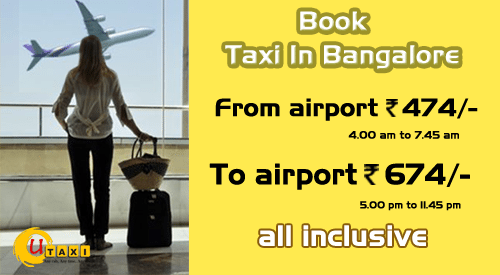 Book
Taxi In Bangalore
From airport ₹ 474/-
4.00 am to 7.45 am
To airport ₹ 674/-
5.00 pm to 11.45 pm
all inclusive
U
TAXI